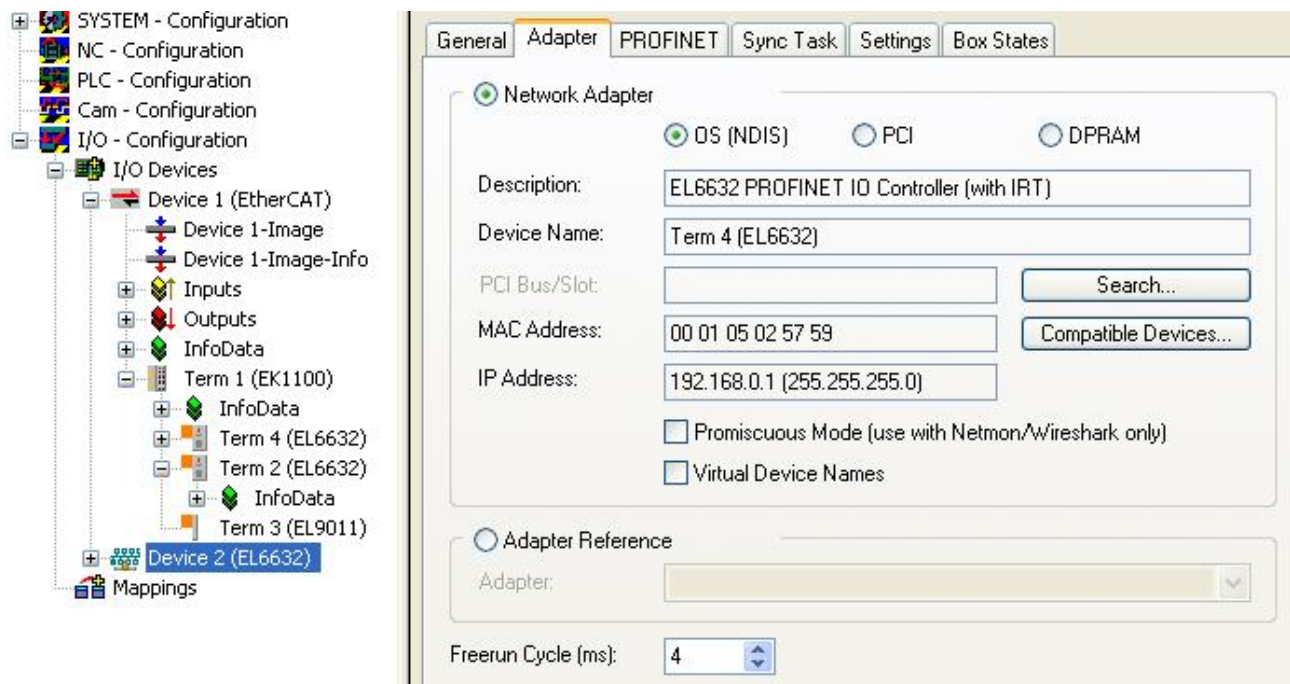 SYSTEM - Configuration
NC - Configuration
PLC - Configuration
Cam - Configuration
I/O - Configuration
I/O Devices
Device 1 (EtherCAT)
Device 1-Image
Device 1-Image-Info
Inputs
Outputs
InfoData
Term 1 (EK1100)
InfoData
Term 4 (EL6632)
Term 2 (EL6632)
InfoData
Term 3 (EL9011)
Device 2 (EL6632)
Mappings
General Adapter PROFINET Sync Task Settings Box States
Network Adapter
OS (NDIS) PCI DPRAM
Description: EL6632 PROFINET IO Controller (with IRT)
Device Name: Term 4 (EL6632)
PCI Bus/Slot: Search...
MAC Address: 00 01 05 02 57 59 Compatible Devices...
IP Address: 192.168.0.1 (255.255.255.0)
Promiscuous Mode (use with Netmon/Wireshark only)
Virtual Device Names
Adapter Reference
Adapter:
Freerun Cycle (ms): 4